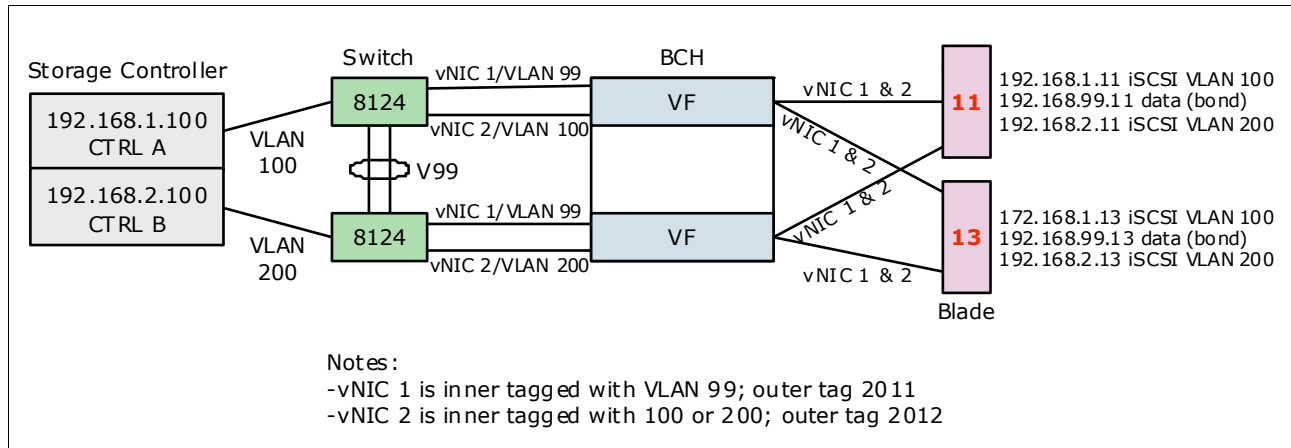 Storage Controller
192.168.1.100
CTRL A
192.168.2.100
CTRL B
VLAN
100
VLAN
200
Switch
8124
V99
8124
vNIC 1/VLAN 99
vNIC 2/VLAN 100
vNIC 1/VLAN 99
vNIC 2/VLAN 200
BCH
VF
VF
vNIC 1 & 2
vNIC 1 & 2
vNIC 1 & 2
vNIC 1 & 2
11
13
Blade
192.168.1.11 iSCSI VLAN 100
192.168.99.11 data (bond)
192.168.2.11 iSCSI VLAN 200
172.168.1.13 iSCSI VLAN 100
192.168.99.13 data (bond)
192.168.2.13 iSCSI VLAN 200
Notes:
-vNIC 1 is inner tagged with VLAN 99; outer tag 2011
-vNIC 2 is inner tagged with 100 or 200; outer tag 2012